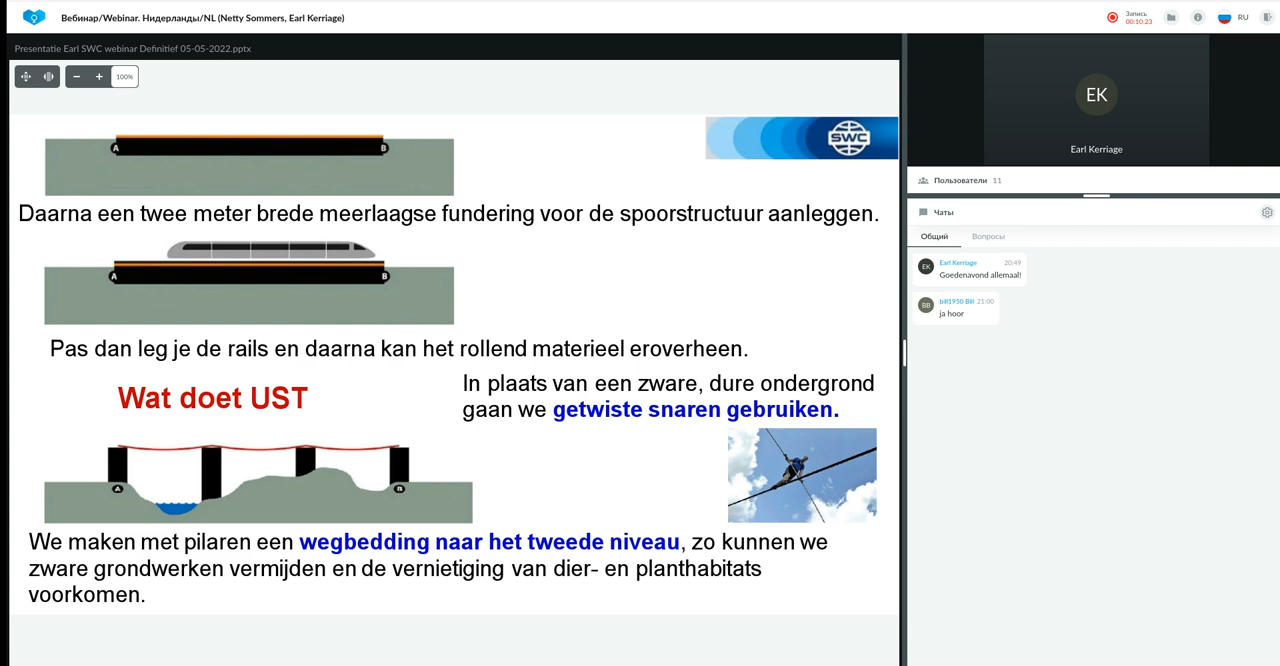 Вебинар/Webinar. Нидерланды/NL (Netty Sommers, Earl Kerriage)
Запись
00:10:23
RU
Presentatie Earl SWC webinar Definitief 05-05-2022.pptx
100%
A
B
SWC
Daarna een twee meter brede meerlaagse fundering voor de spoorstructuur aanleggen.
A
B
Pas dan leg je de rails en daarna kan het rollend materieel eroverheen.
Wat doet UST
In plaats van een zware, dure ondergrond
gaan we getwiste snaren gebruiken.
A
B
We maken met pilaren een wegbedding naar het tweede niveau, zo kunnen we
zware grondwerken vermijden en de vernietiging van dier- en planthabitats
voorkomen.
EK
Earl Kerriage
Пользователи 11
Чаты
Общий
Вопросы
EK
Earl Kerriage 20:49
Goedenavond allemaal!
BB
bill1950 Bill 21:00
ja hoor